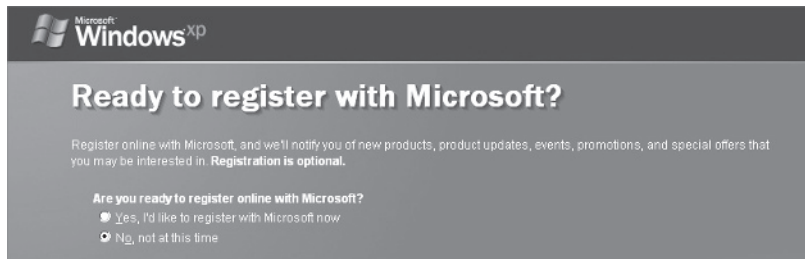 Microsoft
Windows xp
Ready to register with Microsoft?
Register online with Microsoft, and we'll notify you of new products, product updates, events, promotions, and special offers that
you may be interested in. Registration is optional.
Are you ready to register online with Microsoft?
Yes, I'd like to register with Microsoft now
No, not at this time